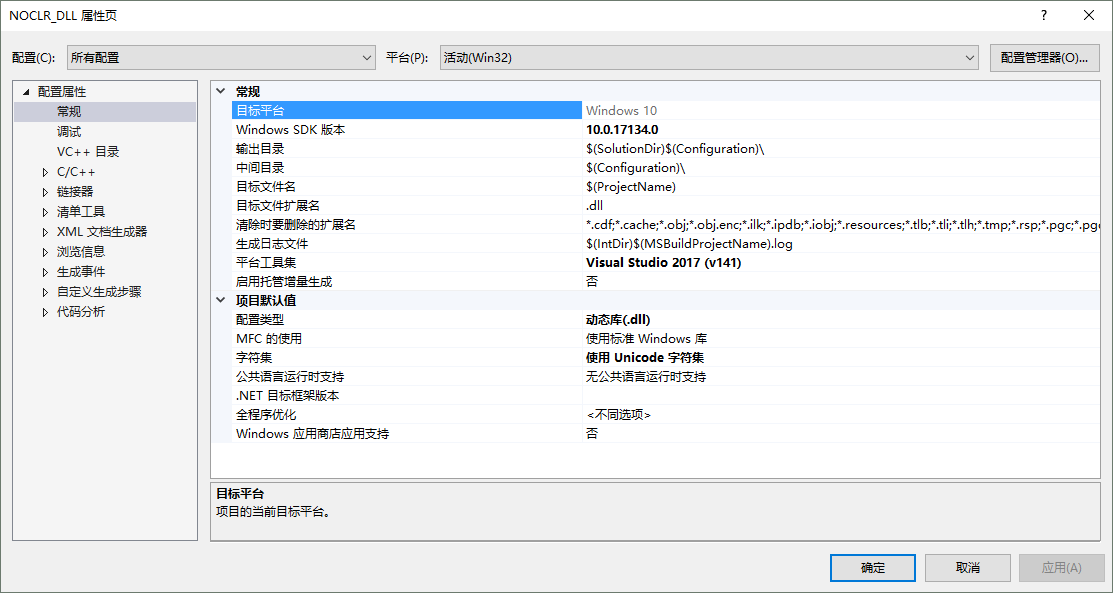 NOCLR_DLL 属性页
?
配置(C): 所有配置 平台(P): 活动(Win32) 配置管理器(O)...
配置属性
常规
调试
VC++ 目录
C/C++
链接器
清单工具
XML 文档生成器
浏览信息
生成事件
自定义生成步骤
代码分析
常规
目标平台 Windows 10
Windows SDK 版本 10.0.17134.0
输出目录 $(SolutionDir)$(Configuration)\
中间目录 $(Configuration)\
目标文件名 $(ProjectName)
目标文件扩展名 .dll
清除时要删除的扩展名 *.cdf;*.cache;*.obj;*.obj.enc;*.ilk;*.ipdb;*.iobj;*.resources;*.tlb;*.tli;*.tlh;*.tmp;*.rsp;*.pgc;*.pgd
生成日志文件 $(IntDir)$(MSBuildProjectName).log
平台工具集 Visual Studio 2017 (v141)
启用托管增量生成 否
项目默认值
配置类型 动态库(.dll)
MFC 的使用 使用标准 Windows 库
字符集 使用 Unicode 字符集
公共语言运行时支持 无公共语言运行时支持
.NET 目标框架版本
全程序优化 <不同选项>
Windows 应用商店应用支持 否
目标平台
项目的当前目标平台。
确定 取消 应用(A)